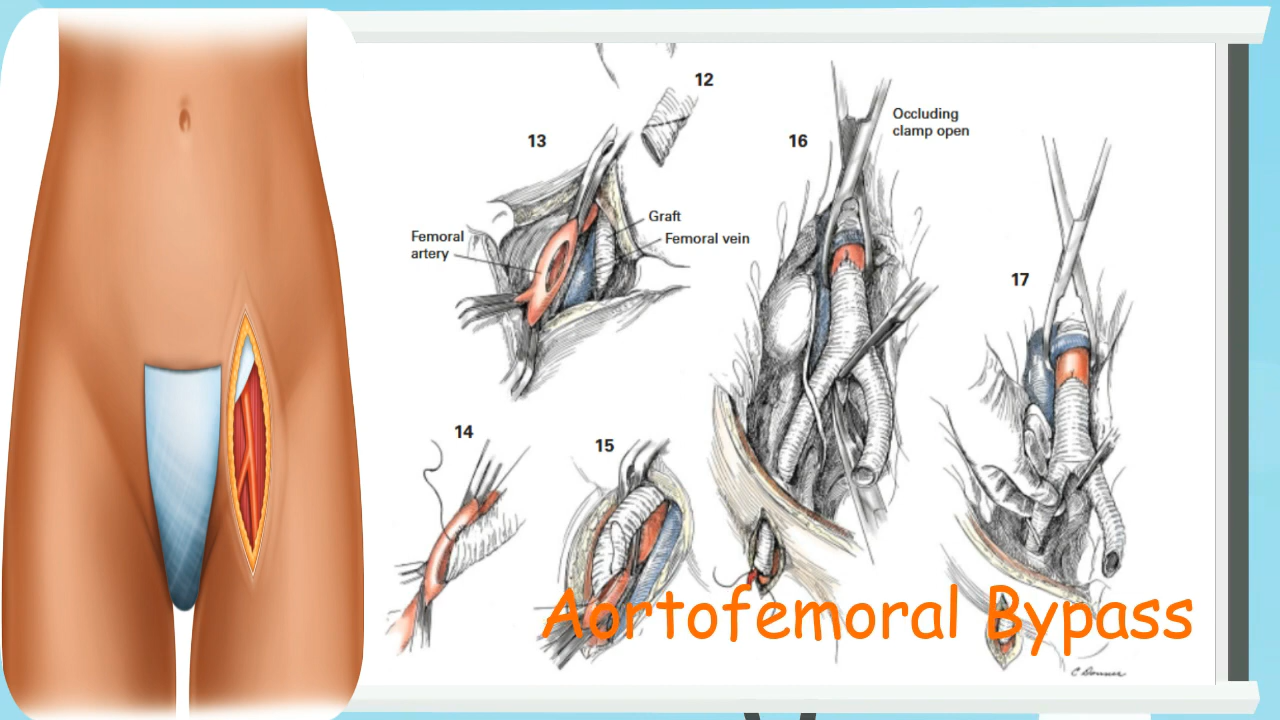 12
13
16
Occluding
clamp open
Graft
Femoral
artery
Femoral vein
17
14
15
Aortofemoral Bypass